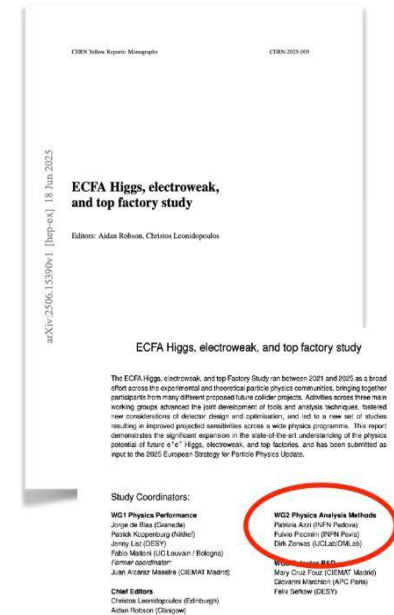 CERN Yellow Reports: Monographs CERN-2025-005
arXiv:2506.15390v1 [hep-ex] 18 Jun 2025
ECFA Higgs, electroweak,
and top factory study
Editors: Aidan Robson, Christos Leonidopoulos
ECFA Higgs, electroweak, and top factory study
The ECFA Higgs, electroweak, and top Factory Study ran between 2021 and 2025 as a broad
effort across the experimental and theoretical particle physics communities, bringing together
participants from many different proposed future collider projects. Activities across three main
working groups advanced the joint development of tools and analysis techniques, fostered
new considerations of detector design and optimisation, and led to a new set of studies
resulting in improved projected sensitivities across a wide physics programme. This report
demonstrates the significant expansion in the state-of-the-art understanding of the physics
potential of future e⁺e⁻ Higgs, electroweak, and top factories, and has been submitted as
input to the 2025 European Strategy for Particle Physics Update.
Study Coordinators:
WG1 Physics Performance
Jorge de Blas (Granada)
Patrick Koppenburg (Nikhef)
Jenny List (DESY)
Fabio Maltoni (UC Louvain / Bologna)
Former coordinator:
Juan Alcaraz Maestre (CIEMAT Madrid)
Chief Editors
Christos Leonidopoulos (Edinburgh)
Aidan Robson (Glasgow)
WG2 Physics Analysis Methods
Patrizia Azzi (INFN Padova)
Fulvio Piccinini (INFN Pavia)
Dirk Zerwas (IJCLab/DMLab)
WG3 Detector R&D
Mary Cruz Fouz (CIEMAT Madrid)
Giovanni Marchiori (APC Paris)
Felix Sefkow (DESY)